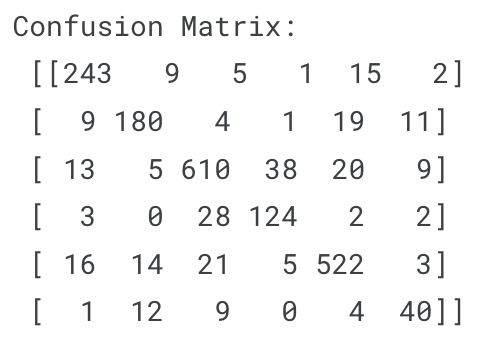 Confusion Matrix:
[[243   9   5   1  15   2]
[  9 180   4   1  19  11]
[ 13   5 610  38  20   9]
[  3   0  28 124   2   2]
[ 16  14  21   5 522   3]
[  1  12   9   0   4  40]]